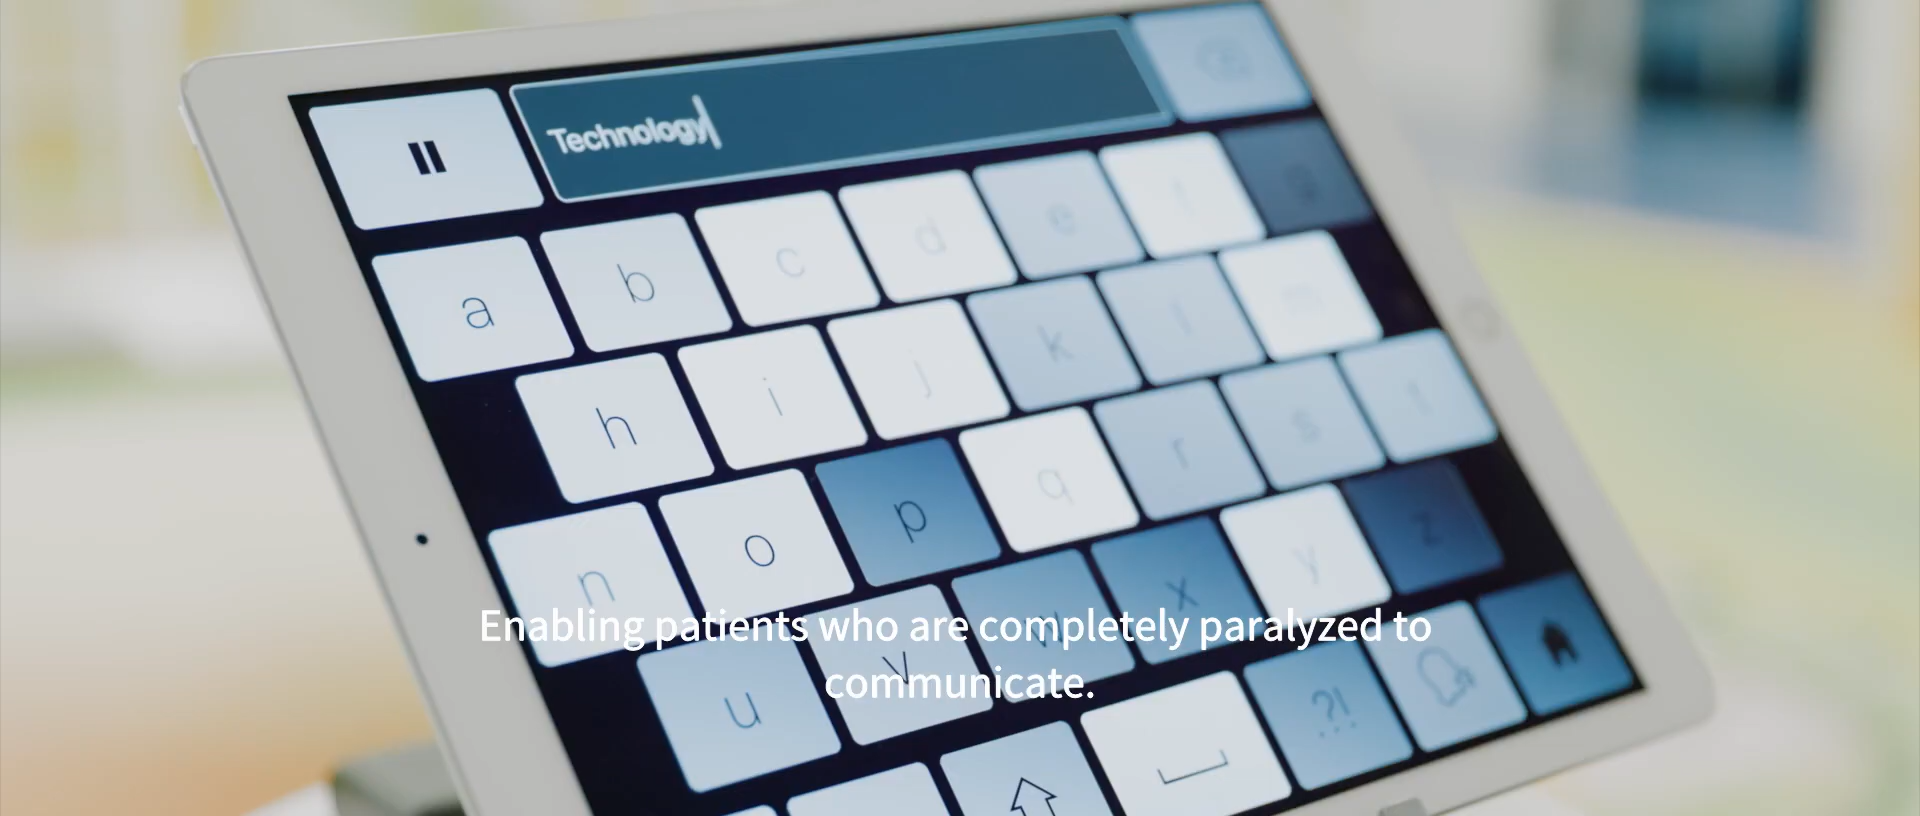 Technology
a b c d e f g
h i j k l m
n o p q r s t
u v w x y z
?!
Enabling patients who are completely paralyzed to
communicate.